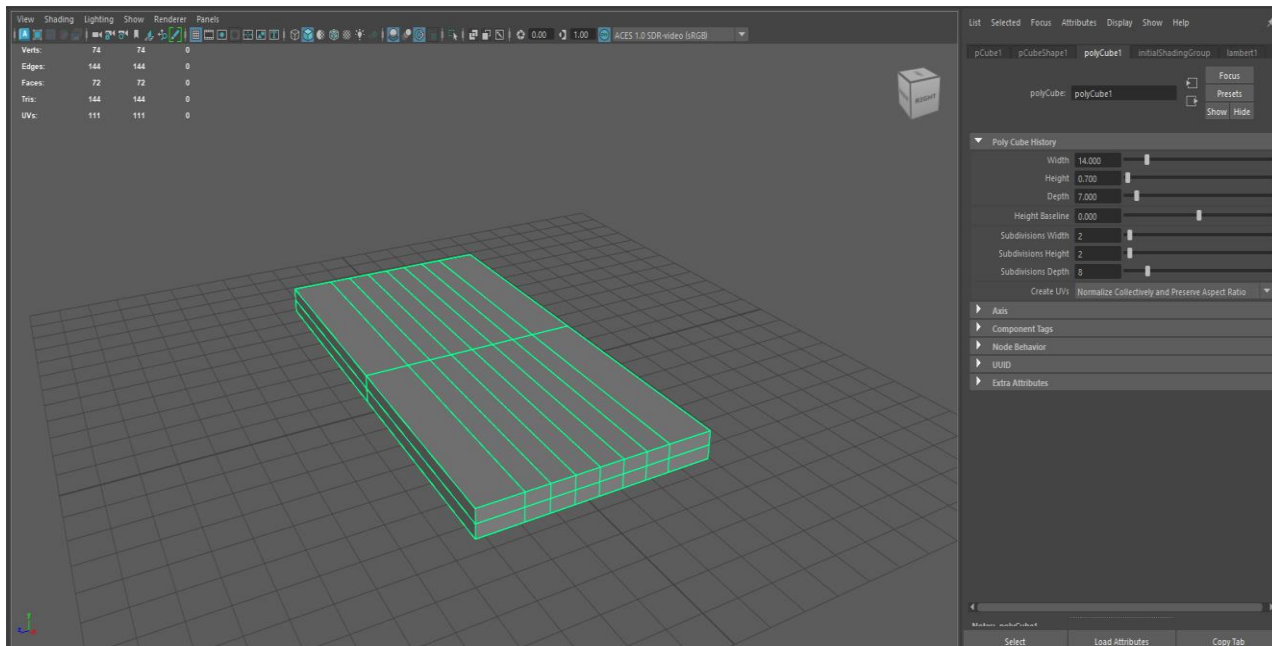 View Shading Lighting Show Renderer Panels
0.00 1.00 ACES 1.0 SDR-video (sRGB)
Verts: 74 74 0
Edges: 144 144 0
Faces: 72 72 0
Tris: 144 144 0
UVs: 111 111 0
RIGHT
List Selected Focus Attributes Display Show Help
pCube1 pCubeShape1 polyCube1 initialShadingGroup lambert1
polyCube: polyCube1
Focus
Presets
Show Hide
Poly Cube History
Width 14.000
Height 0.700
Depth 7.000
Height Baseline 0.000
Subdivisions Width 2
Subdivisions Height 2
Subdivisions Depth 8
Create UVs Normalize Collectively and Preserve Aspect Ratio
Axis
Component Tags
Node Behavior
UUID
Extra Attributes
Notes: polyCube1
Select Load Attributes Copy Tab